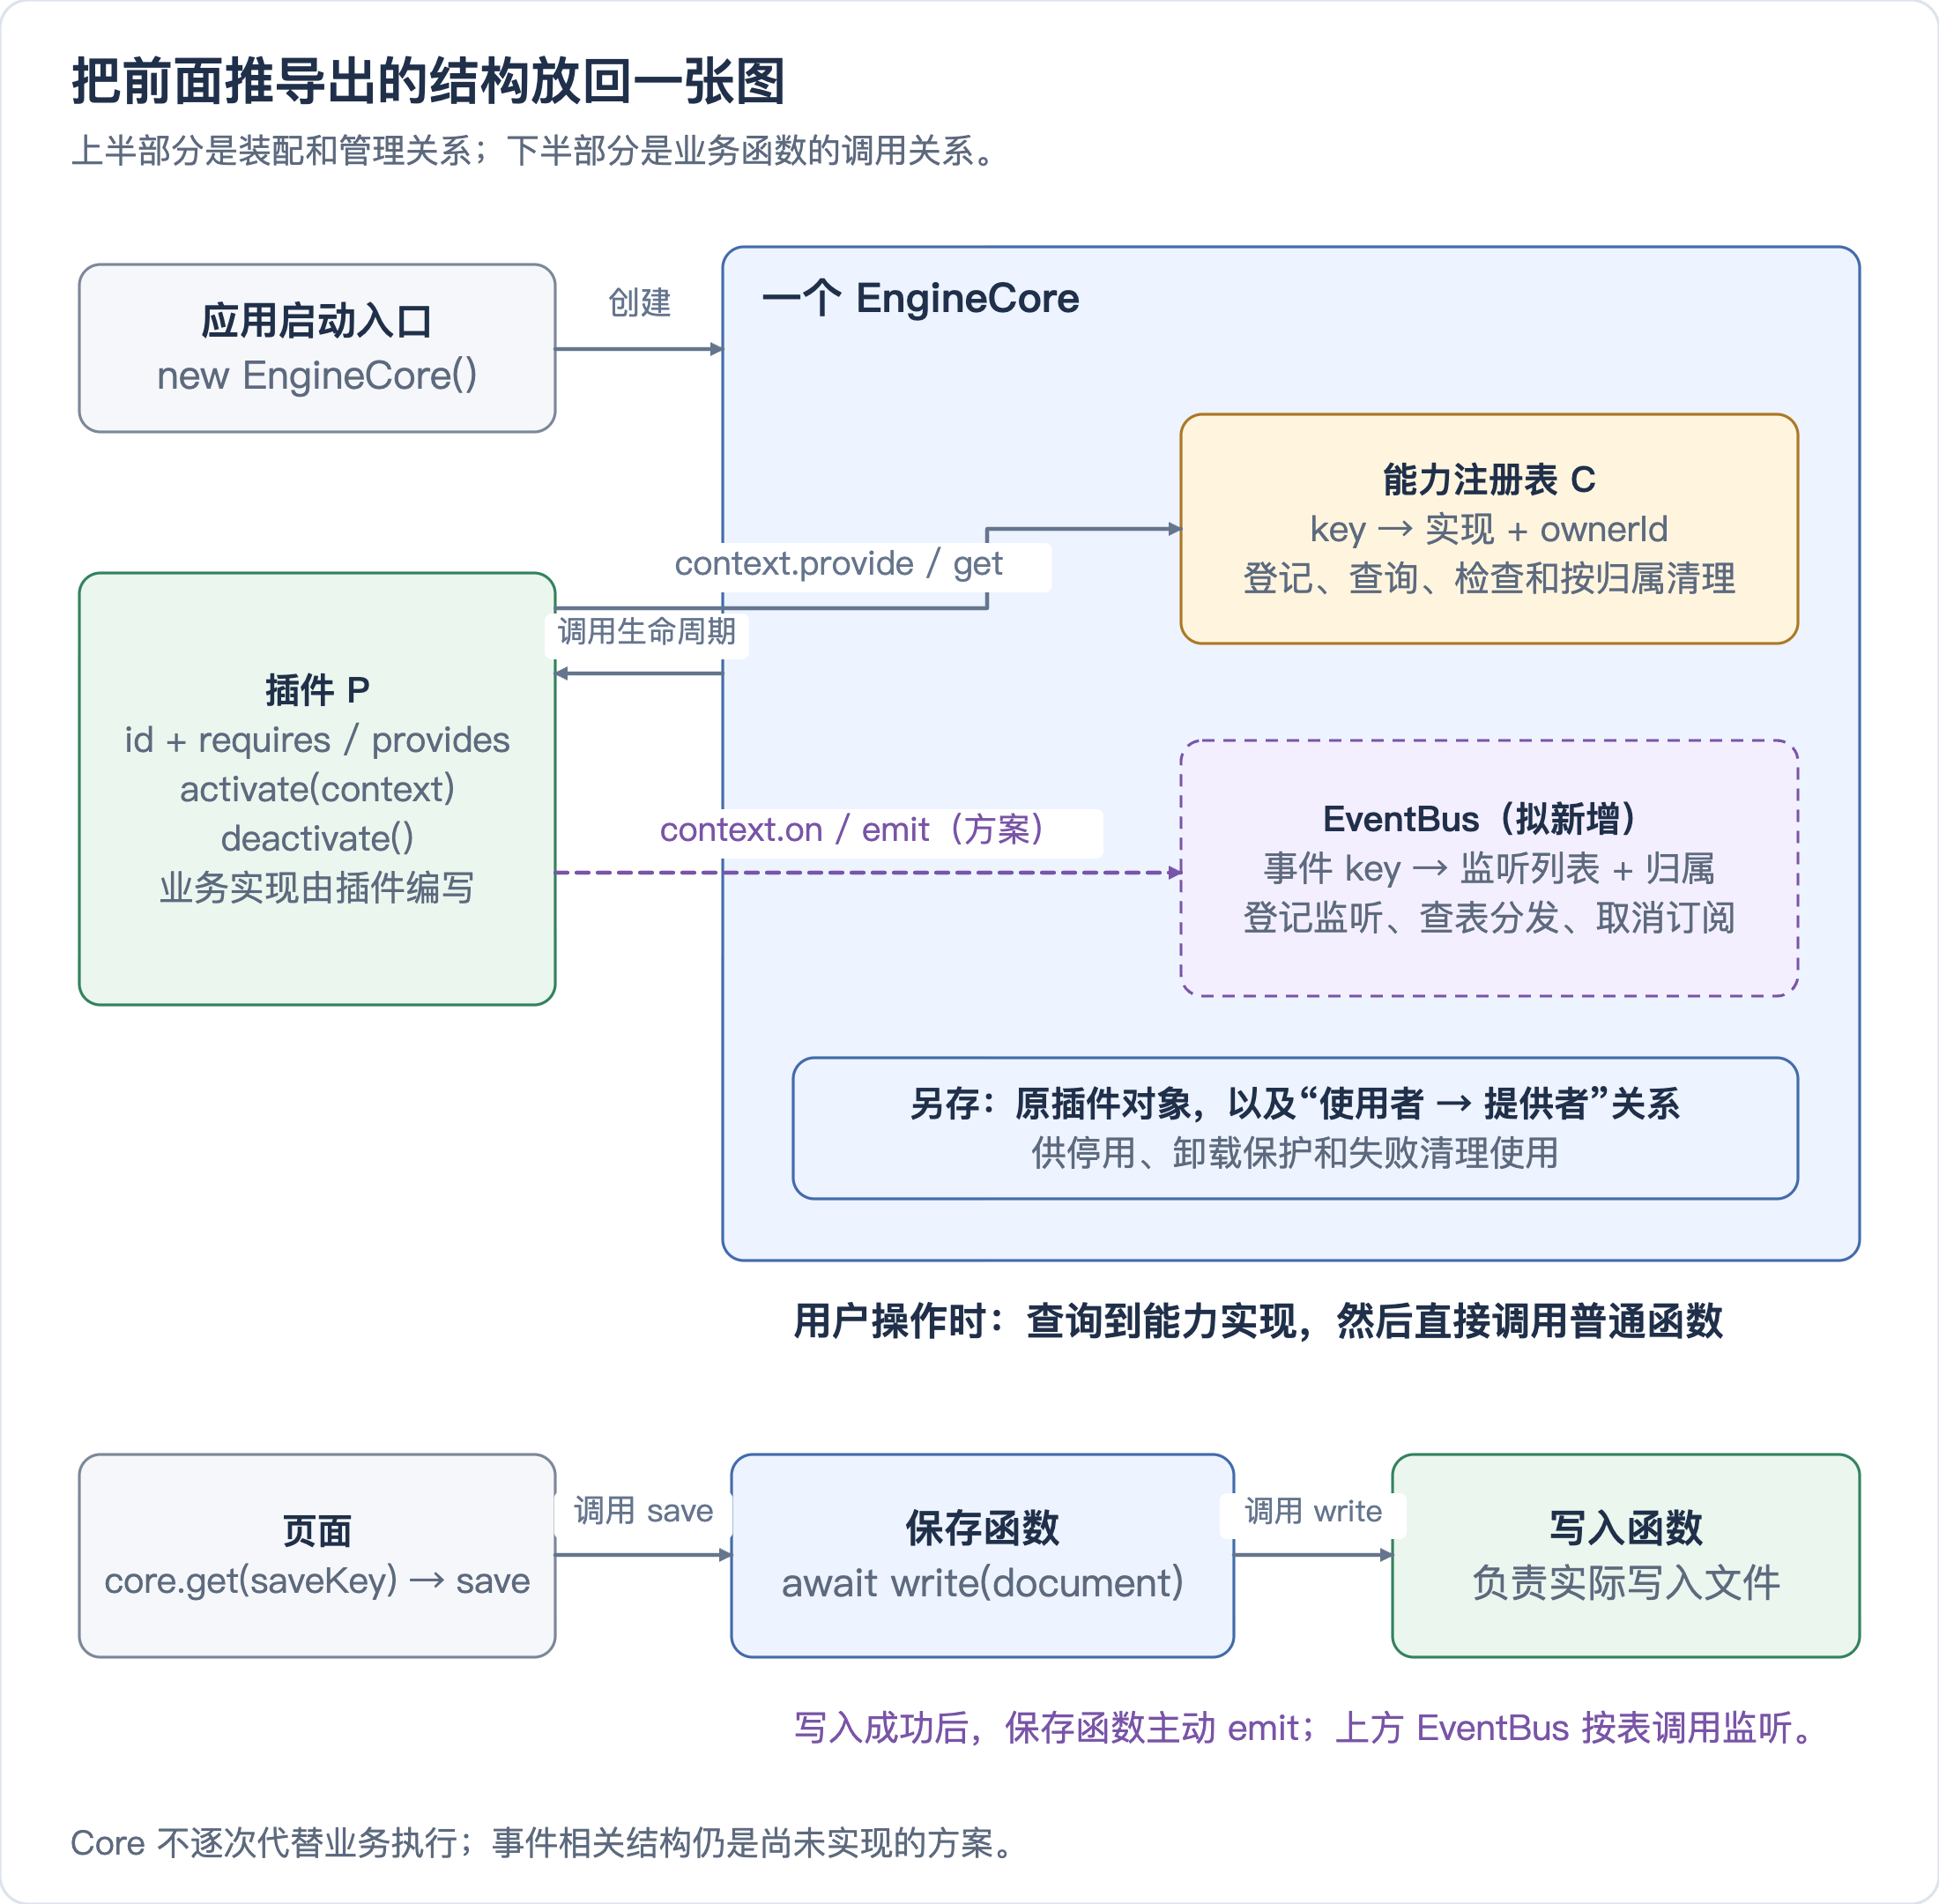 把前面推导出的结构放回一张图
上半部分是装配和管理关系；下半部分是业务函数的调用关系。
应用启动入口
new EngineCore()
创建
一个 EngineCore
能力注册表 C
key → 实现 + ownerId
登记、查询、检查和按归属清理
context.provide / get
调用生命周期
插件 P
id + requires / provides
activate(context)
deactivate()
业务实现由插件编写
context.on / emit（方案）
EventBus（拟新增）
事件 key → 监听列表 + 归属
登记监听、查表分发、取消订阅
另存：原插件对象，以及“使用者 → 提供者”关系
供停用、卸载保护和失败清理使用
用户操作时：查询到能力实现，然后直接调用普通函数
页面
core.get(saveKey) → save
调用 save
保存函数
await write(document)
调用 write
写入函数
负责实际写入文件
写入成功后，保存函数主动 emit；上方 EventBus 按表调用监听。
Core 不逐次代替业务执行；事件相关结构仍是尚未实现的方案。